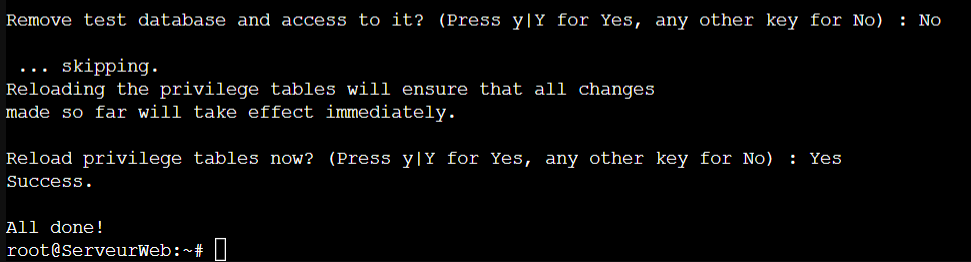 Remove test database and access to it? (Press y|Y for Yes, any other key for No) : No
... skipping.
Reloading the privilege tables will ensure that all changes
made so far will take effect immediately.
Reload privilege tables now? (Press y|Y for Yes, any other key for No) : Yes
Success.
All done!
root@ServeurWeb:~#